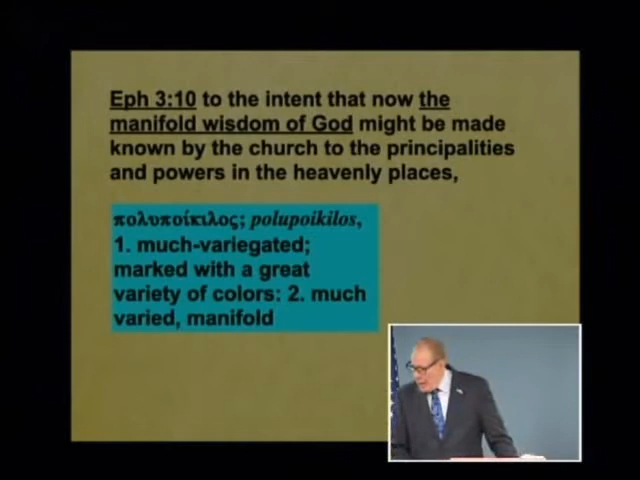 Eph 3:10 to the intent that now the
manifold wisdom of God might be made
known by the church to the principalities
and powers in the heavenly places,
πολυποίκιλος; polupoikilos,
1. much-variegated;
marked with a great
variety of colors: 2. much
varied, manifold